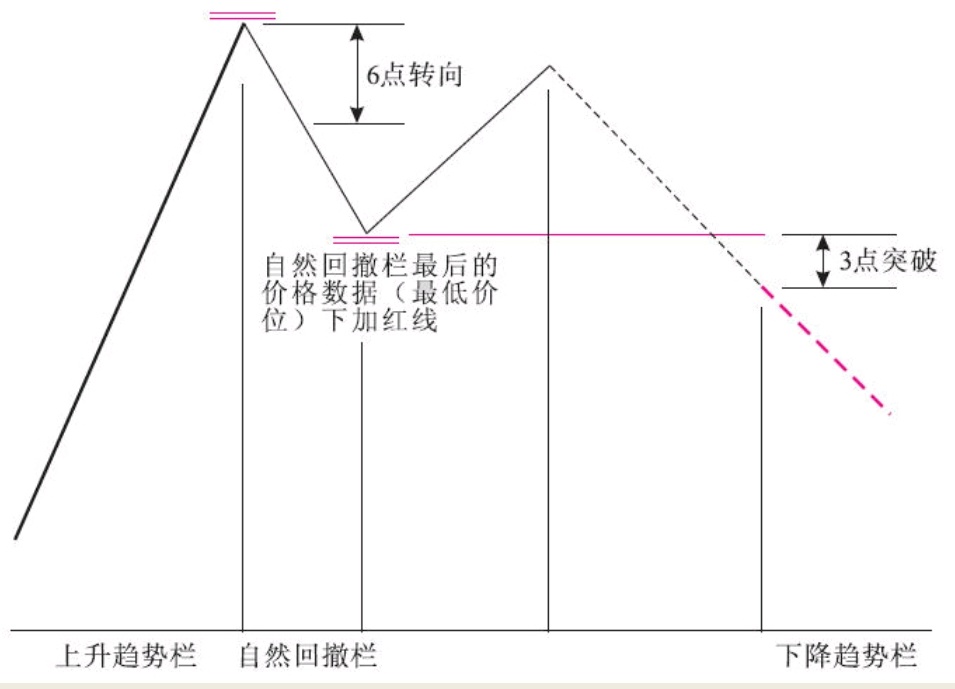 6点转向
3点突破
自然回撤栏最后的
价格数据（最低价
位）下加红线
上升趋势栏
自然回撤栏
下降趋势栏